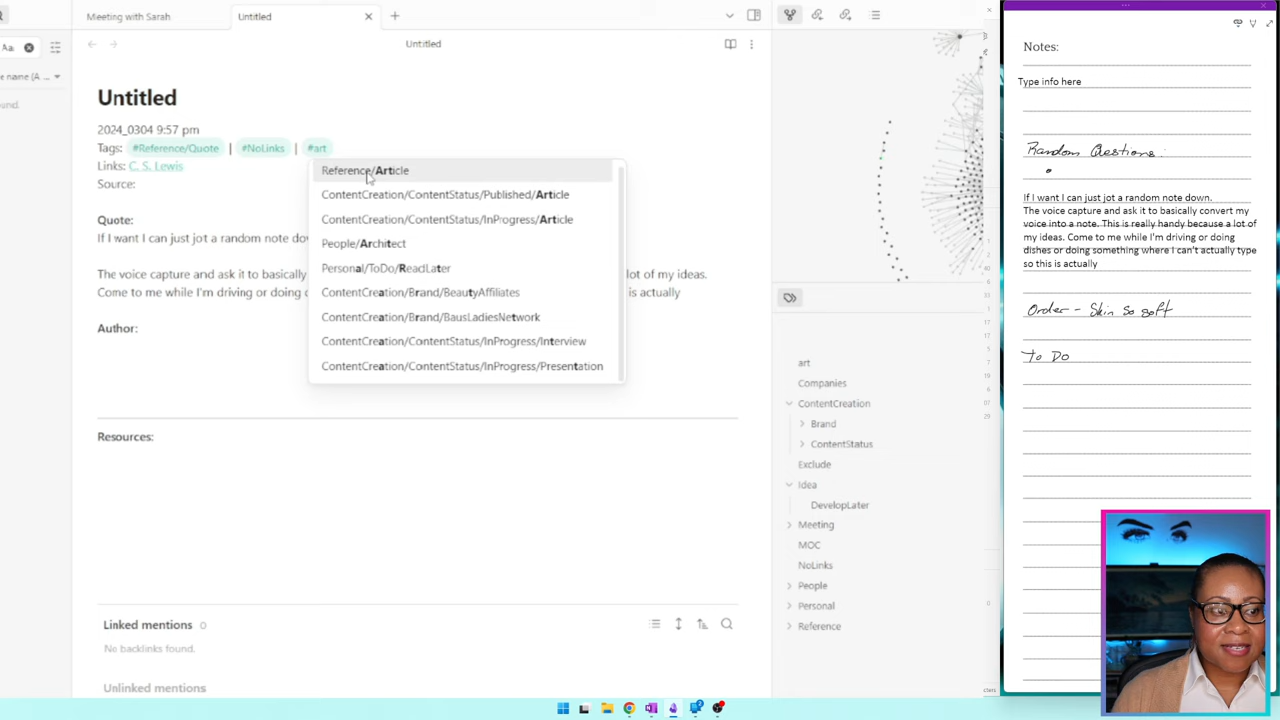 Meeting with Sarah
Untitled
Untitled
Aa
e name (A ...
ound.
Untitled
2024_0304 9:57 pm
Tags: #Reference/Quote | #NoLinks | #art
Links: C. S. Lewis
Source:
Quote:
If I want I can just jot a random note dow
The voice capture and ask it to basically
lot of my ideas.
Come to me while I'm driving or doing
is actually
Author:
Resources:
Reference/Article
ContentCreation/ContentStatus/Published/Article
ContentCreation/ContentStatus/InProgress/Article
People/Architect
Personal/ToDo/ReadLater
ContentCreation/Brand/BeautyAffiliates
ContentCreation/Brand/BausLadiesNetwork
ContentCreation/ContentStatus/InProgress/Interview
ContentCreation/ContentStatus/InProgress/Presentation
Linked mentions 0
No backlinks found.
Unlinked mentions
art
Companies
ContentCreation
Brand
ContentStatus
Exclude
Idea
DevelopLater
Meeting
MOC
NoLinks
People
Personal
Reference
Notes:
Type info here
Random Questions:
If I want I can just jot a random note down.
The voice capture and ask it to basically convert my
voice into a note. This is really handy because a lot of
my ideas. Come to me while I'm driving or doing
dishes or doing something where I can't actually type
so this is actually
Order - Skin So Soft
To Do